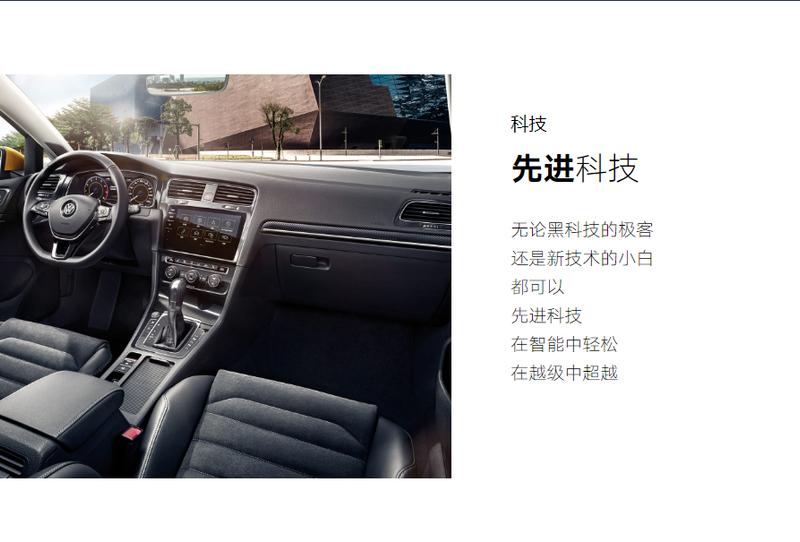 科技
先进科技
无论黑科技的极客
还是新技术的小白
都可以
先进科技
在智能中轻松
在越级中超越